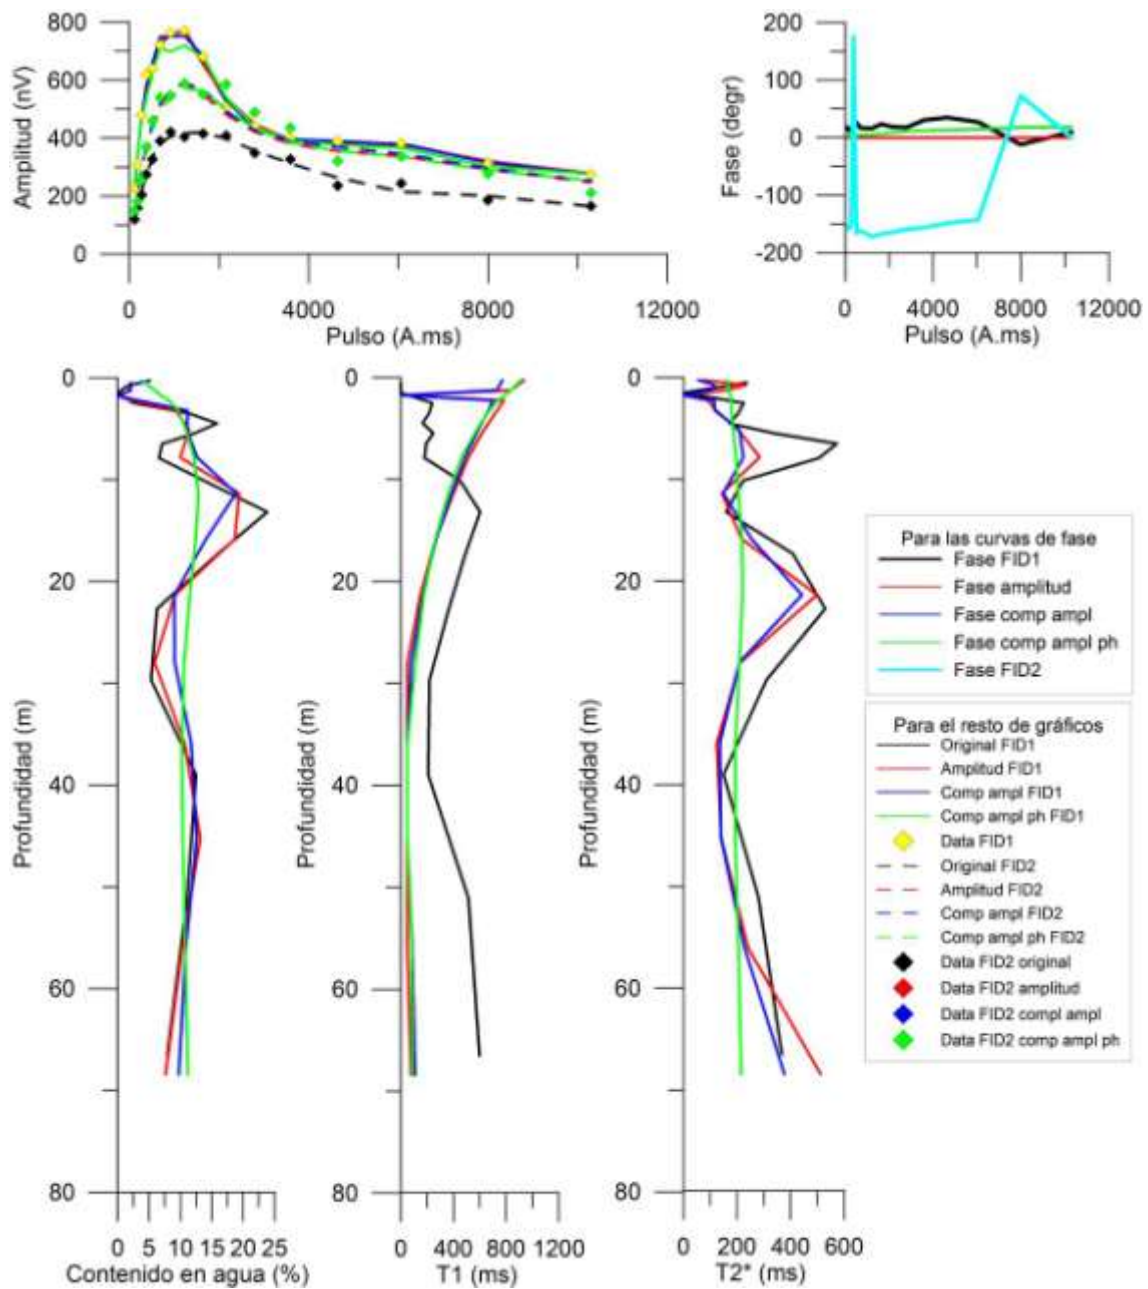 800
600
400
200
0
Amplitud (nV)
0 4000 8000 12000
Pulso (A.ms)
200
100
0
-100
-200
Fase (degr)
0 4000 8000 12000
Pulso (A.ms)
0
20
40
60
80
Profundidad (m)
0 5 10 15 20 25
Contenido en agua (%)
0
20
40
60
80
Profundidad (m)
0 400 800 1200
T1 (ms)
0
20
40
60
80
Profundidad (m)
0 200 400 600
T2* (ms)
Para las curvas de fase
Fase FID1
Fase amplitud
Fase comp ampl
Fase comp ampl ph
Fase FID2
Para el resto de gráficos
Original FID1
Amplitud FID1
Comp ampl FID1
Comp ampl ph FID1
Data FID1
Original FID2
Amplitud FID2
Comp ampl FID2
Comp ampl ph FID2
Data FID2 original
Data FID2 amplitud
Data FID2 compl ampl
Data FID2 comp ampl ph